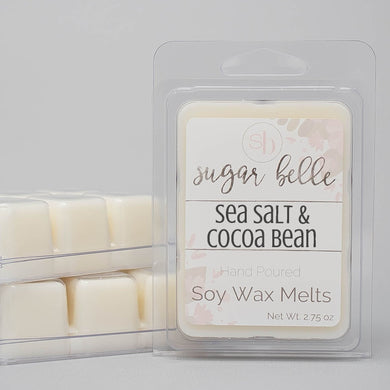 sb
sugar belle
Sea Salt &
Cocoa Bean
Hand Poured
Soy Wax Melts
Net Wt. 2.75 oz